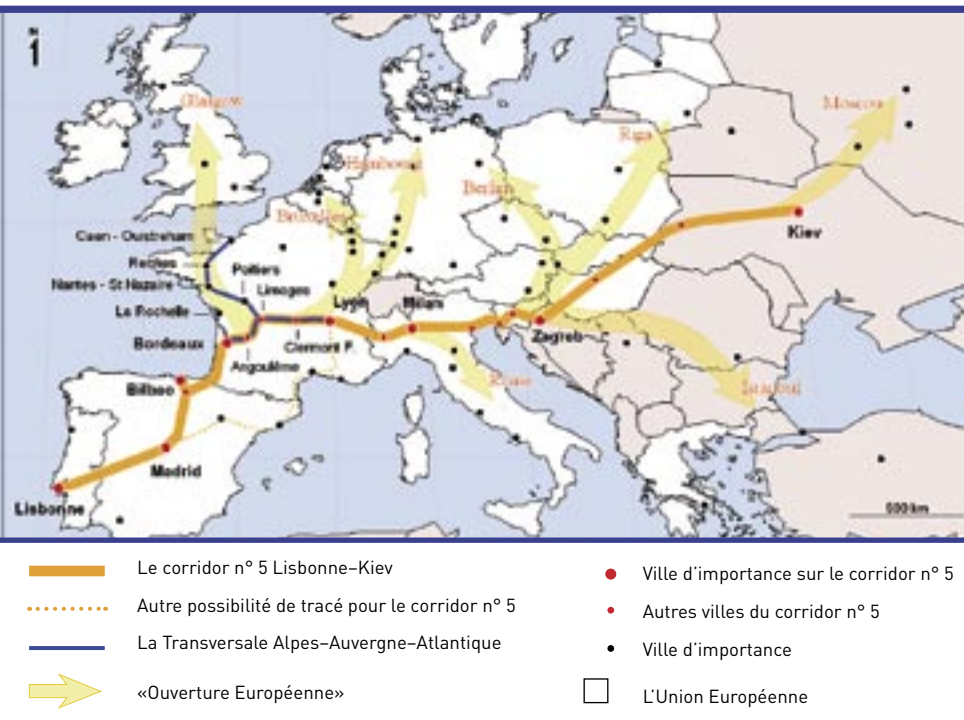 N
1
Glasgow
Moscou
Riga
Hambourg
Berlin
Bruxelles
Caen - Ouistreham
Rennes
Kiev
Poitiers
Nantes - St Nazaire
Limoges
Lyon
Milan
La Rochelle
Zagreb
Bordeaux
Clermont F.
Angoulême
Rome
Istanbul
Bilbao
Madrid
Lisbonne
500 km
Le corridor n° 5 Lisbonne–Kiev
Autre possibilité de tracé pour le corridor n° 5
La Transversale Alpes–Auvergne–Atlantique
«Ouverture Européenne»
Ville d'importance sur le corridor n° 5
Autres villes du corridor n° 5
Ville d'importance
L'Union Européenne